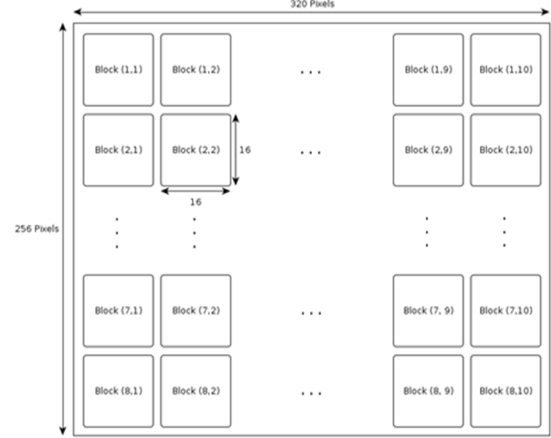 320 Pixels
Block (1,1) Block (1,2) ... Block (1,9) Block (1,10)
Block (2,1) Block (2,2) 16 ... Block (2,9) Block (2,10)
16
256 Pixels
Block (7,1) Block (7,2) ... Block (7, 9) Block (7,10)
Block (8,1) Block (8,2) ... Block (8, 9) Block (8,10)